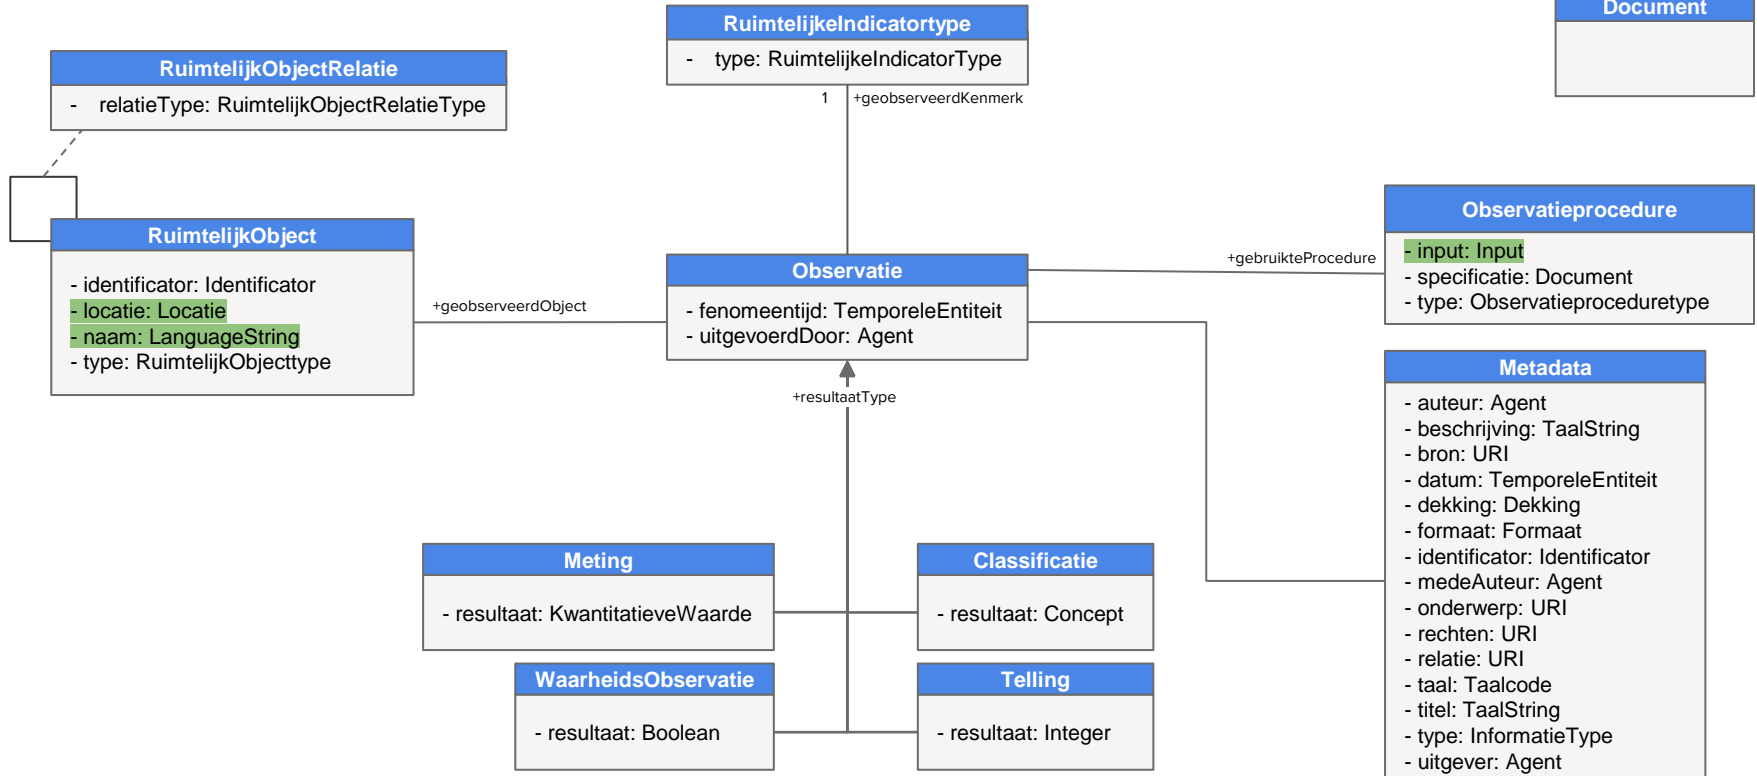 Document
RuimtelijkeIndicatortype
- type: RuimtelijkeIndicatorType
RuimtelijkObjectRelatie
- relatieType: RuimtelijkObjectRelatieType
1 +geobserveerdKenmerk
RuimtelijkObject
- identificator: Identificator
- locatie: Locatie
- naam: LanguageString
- type: RuimtelijkObjecttype
+geobserveerdObject
Observatie
- fenomeentijd: TemporeleEntiteit
- uitgevoerdDoor: Agent
+gebruikteProcedure
Observatieprocedure
- input: Input
- specificatie: Document
- type: Observatieproceduretype
+resultaatType
Metadata
- auteur: Agent
- beschrijving: TaalString
- bron: URI
- datum: TemporeleEntiteit
- dekking: Dekking
- formaat: Formaat
- identificator: Identificator
- medeAuteur: Agent
- onderwerp: URI
- rechten: URI
- relatie: URI
- taal: Taalcode
- titel: TaalString
- type: InformatieType
- uitgever: Agent
Meting
- resultaat: KwantitatieveWaarde
Classificatie
- resultaat: Concept
WaarheidsObservatie
- resultaat: Boolean
Telling
- resultaat: Integer